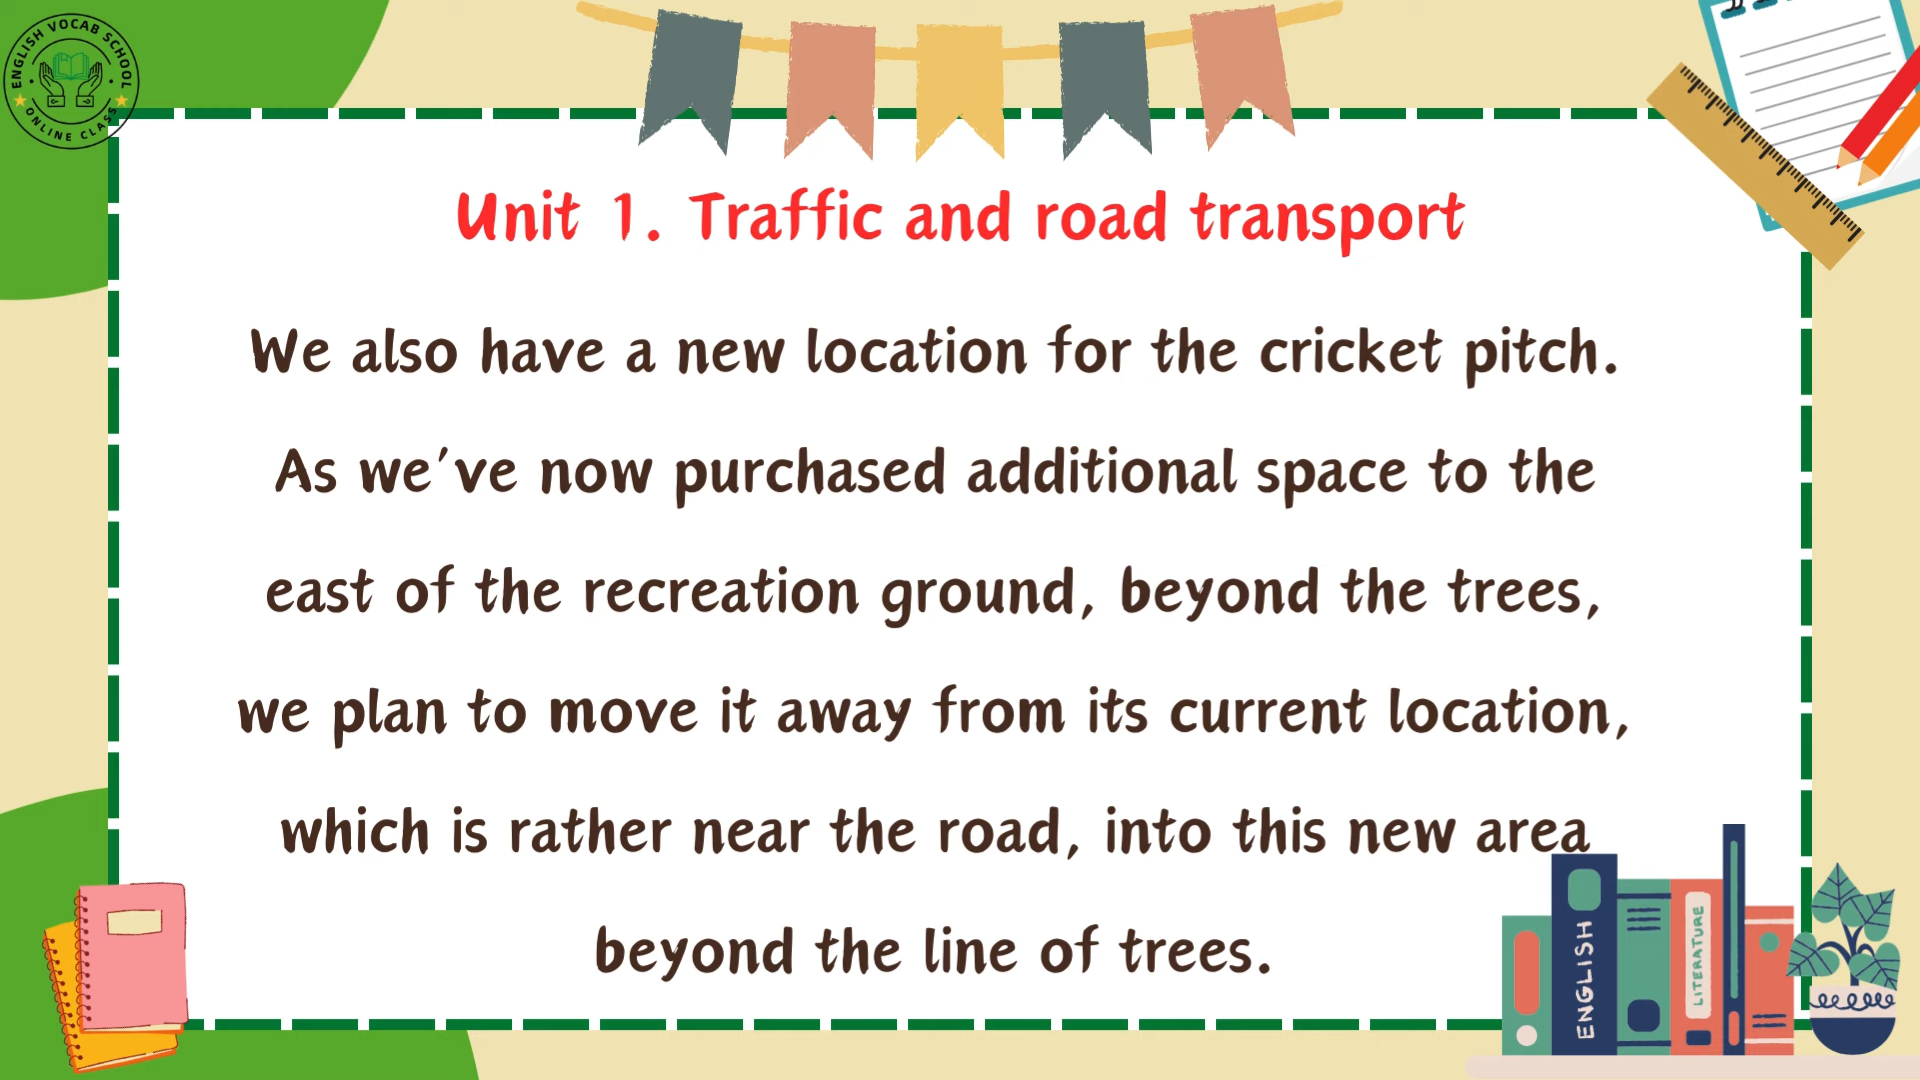 ENGLISH VOCAB SCHOOL
ONLINE CLASS
Unit 1. Traffic and road transport
We also have a new location for the cricket pitch.
As we've now purchased additional space to the
east of the recreation ground, beyond the trees,
we plan to move it away from its current location,
which is rather near the road, into this new area
beyond the line of trees.
ENGLISH
LITERATURE